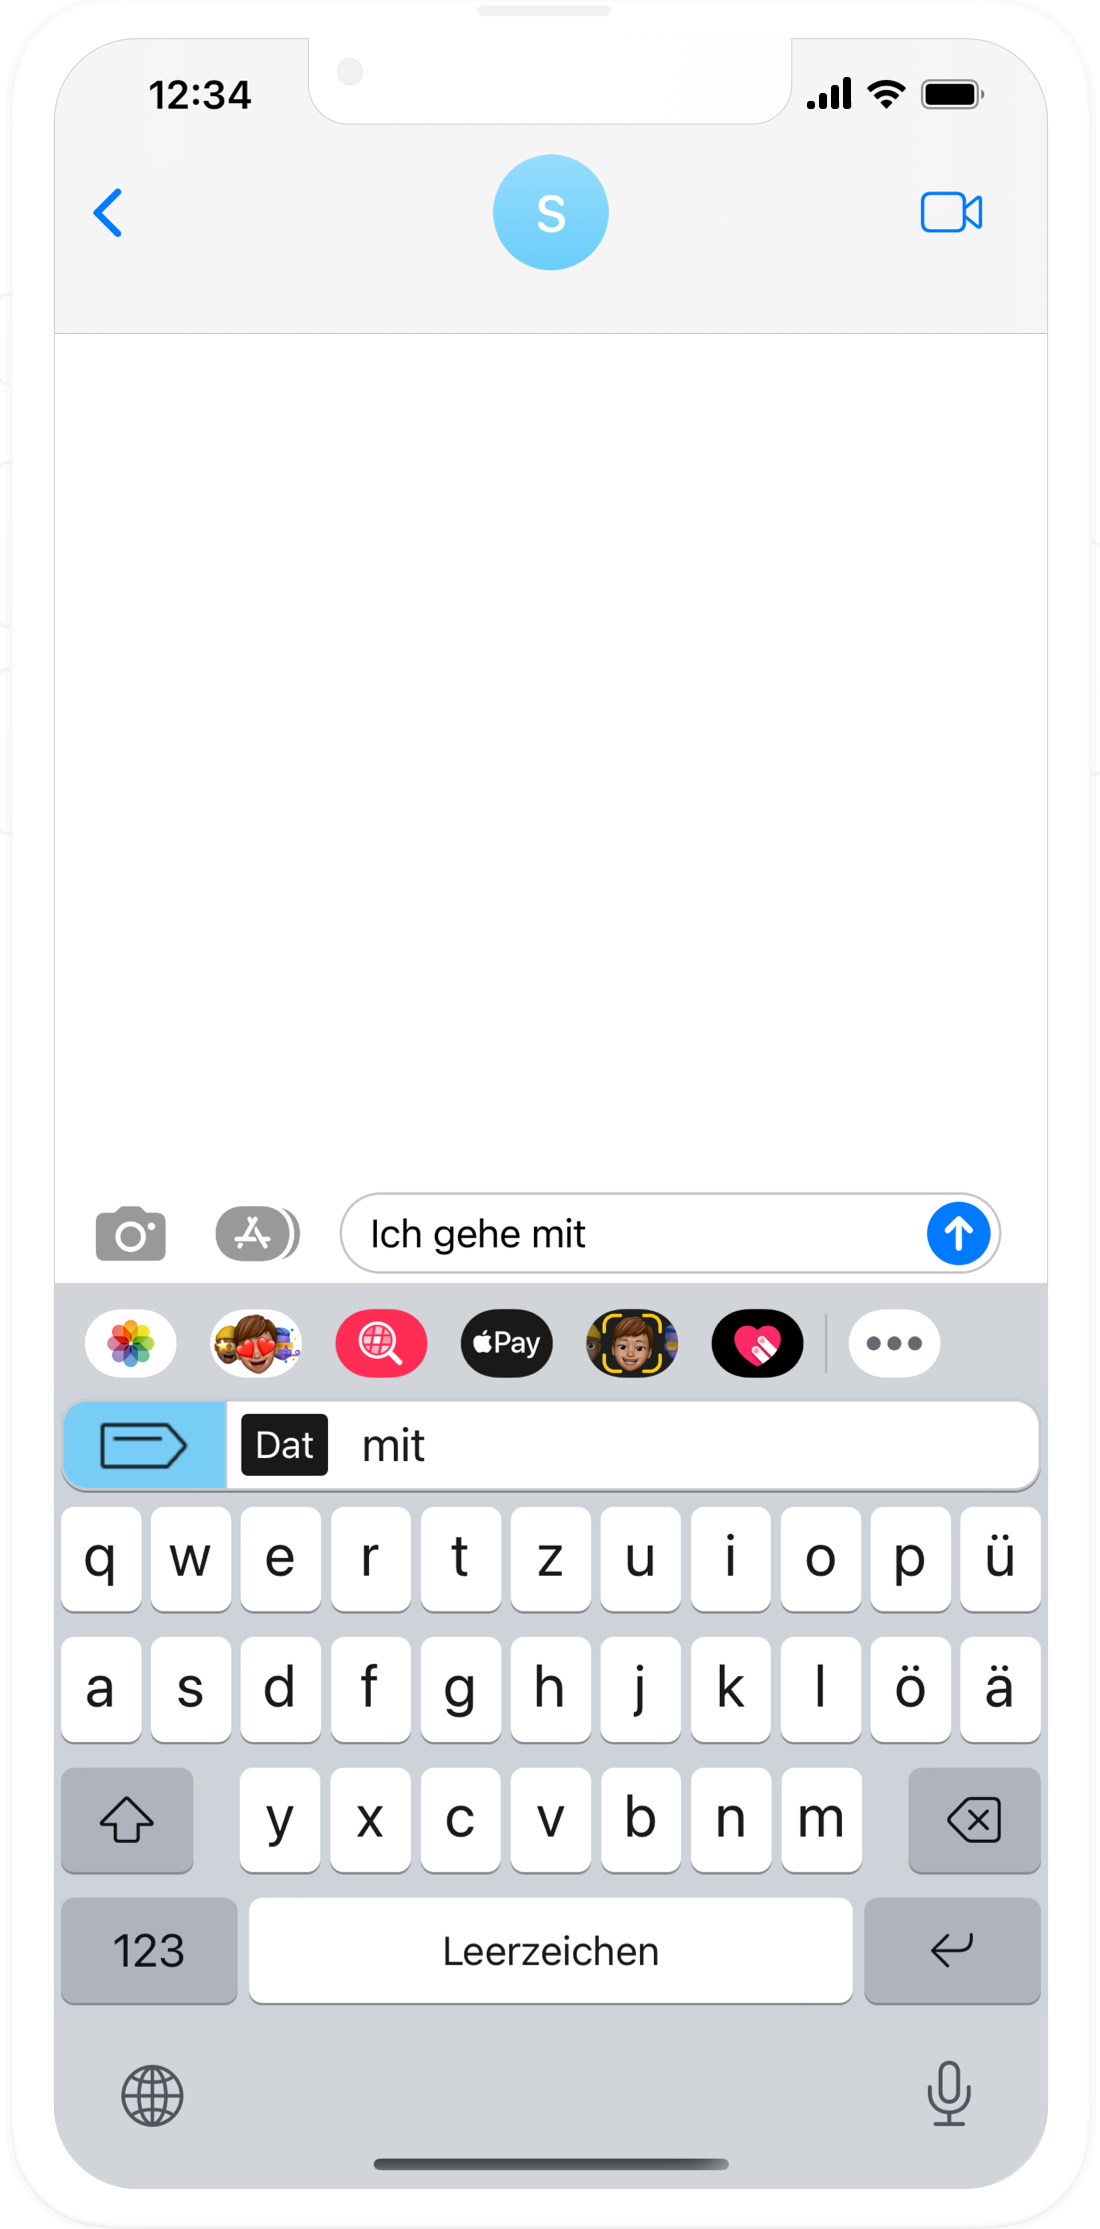 12:34
S
Ich gehe mit
Pay
Dat mit
q w e r t z u i o p ü
a s d f g h j k l ö ä
y x c v b n m
123 Leerzeichen